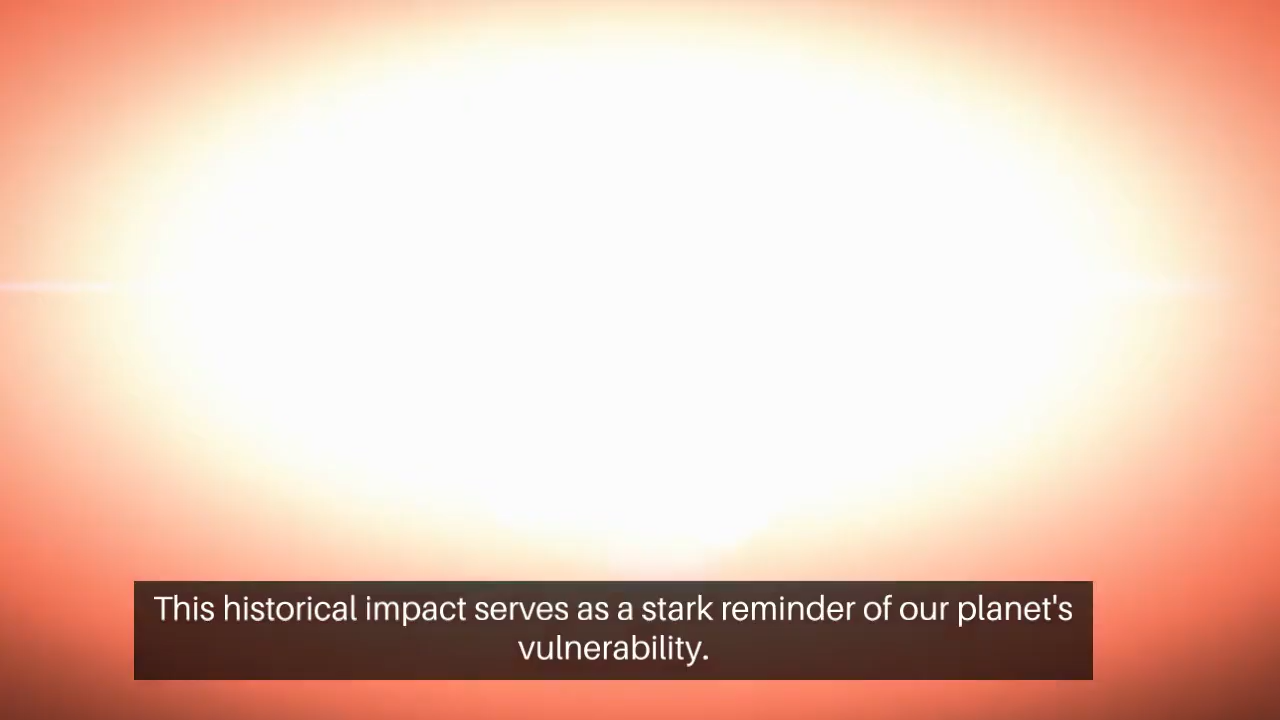 This historical impact serves as a stark reminder of our planet's
vulnerability.